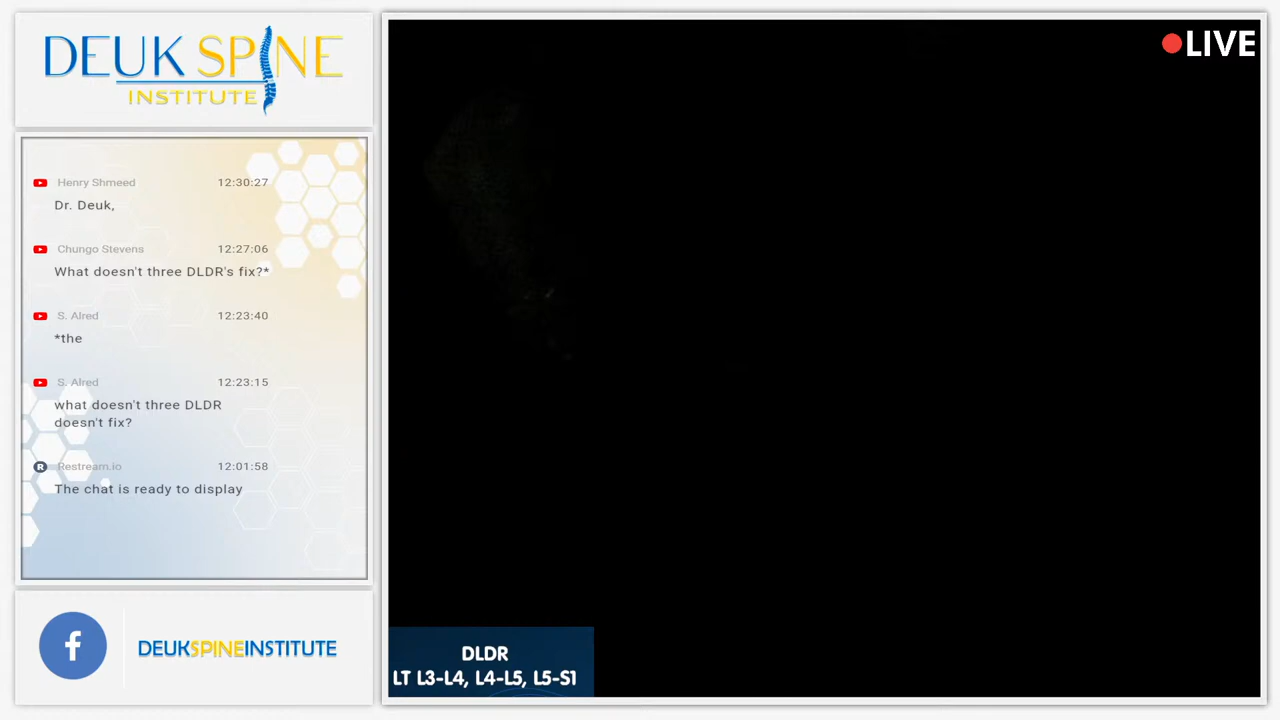 DEUK SPINE
INSTITUTE
Henry Shmeed 12:30:27
Dr. Deuk,
Chungo Stevens 12:27:06
What doesn't three DLDR's fix?*
S. Alred 12:23:40
*the
S. Alred 12:23:15
what doesn't three DLDR
doesn't fix?
R Restream.io 12:01:58
The chat is ready to display
f DEUKSPINEINSTITUTE
LIVE
DLDR
LT L3-L4, L4-L5, L5-S1